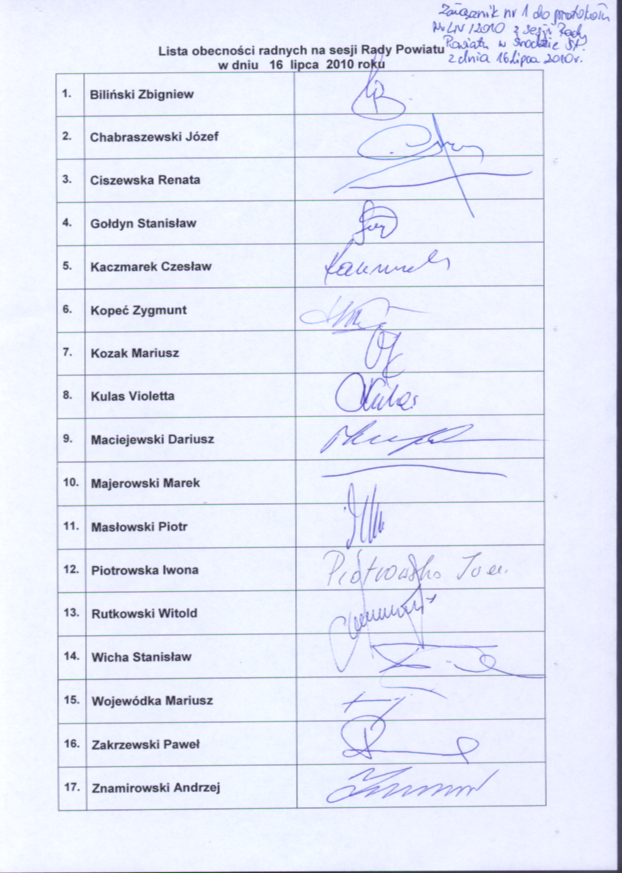 Załącznik nr 1 do protokołu
Nr LIV/2010 z sesji Rady
Powiatu w Środzie Śl.
z dnia 16 lipca 2010r.
Lista obecności radnych na sesji Rady Powiatu
w dniu 16 lipca 2010 roku
1. Biliński Zbigniew
2. Chabraszewski Józef
3. Ciszewska Renata
4. Gołdyn Stanisław
5. Kaczmarek Czesław
6. Kopeć Zygmunt
7. Kozak Mariusz
8. Kulas Violetta
9. Maciejewski Dariusz
10. Majerowski Marek
11. Masłowski Piotr
12. Piotrowska Iwona Piotrowska
13. Rutkowski Witold
14. Wicha Stanisław
15. Wojewódka Mariusz
16. Zakrzewski Paweł
17. Znamirowski Andrzej